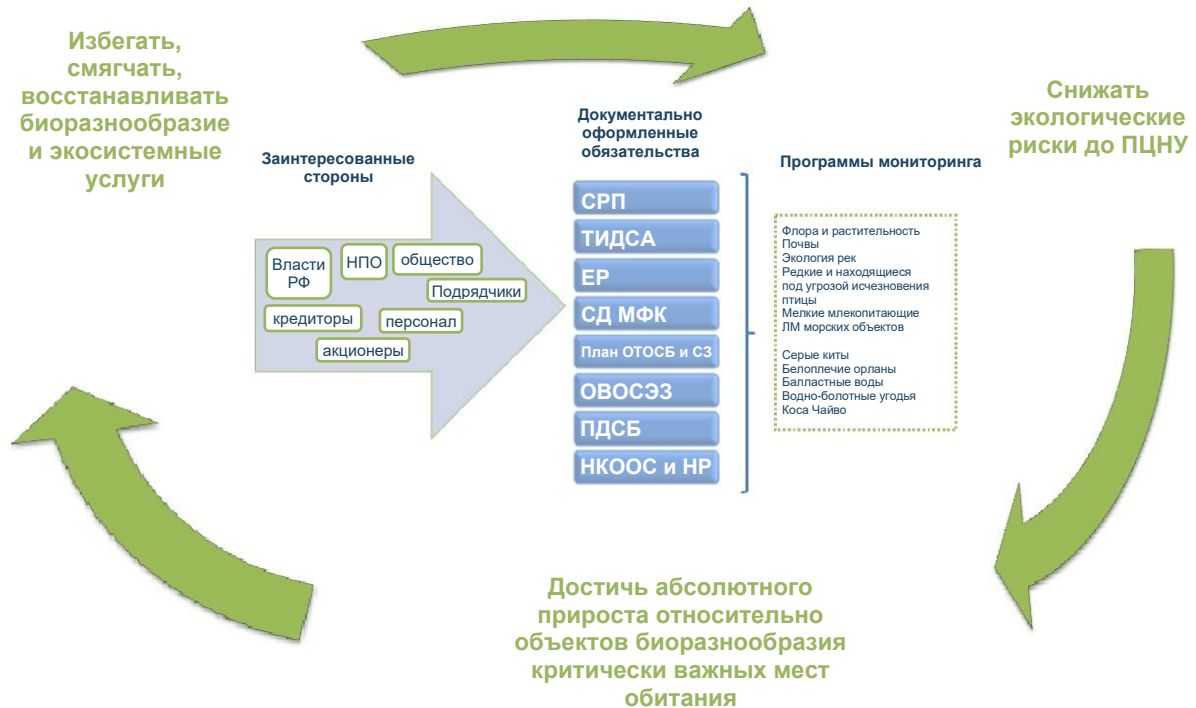 Избегать,
смягчать,
восстанавливать
биоразнообразие
и экосистемные
услуги
Снижать
экологические
риски до ПЦНУ
Заинтересованные
стороны
Власти
РФ
НПО
общество
Подрядчики
кредиторы
персонал
акционеры
Документально
оформленные
обязательства
СРП
ТИДСА
ЕР
СД МФК
План ОТОСБ и СЗ
ОВОСЭЗ
ПДСБ
НКООС и НР
Программы мониторинга
Флора и растительность
Почвы
Экология рек
Редкие и находящиеся
под угрозой исчезновения
птицы
Мелкие млекопитающие
ЛМ морских объектов
Серые киты
Белоплечие орланы
Балластные воды
Водно-болотные угодья
Коса Чайво
Достичь абсолютного
прироста относительно
объектов биоразнообразия
критически важных мест
обитания